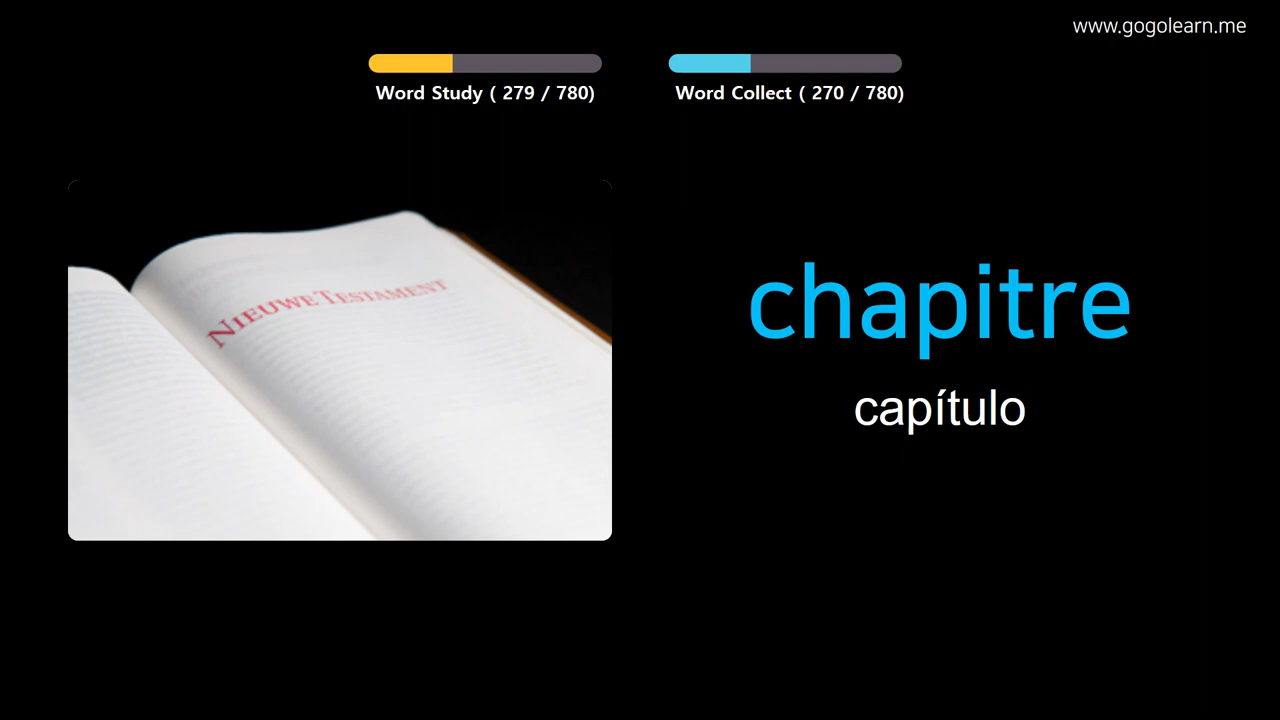 www.gogolearn.me
Word Study ( 279 / 780)
Word Collect ( 270 / 780)
NIEUWE TESTAMENT
chapitre
capítulo